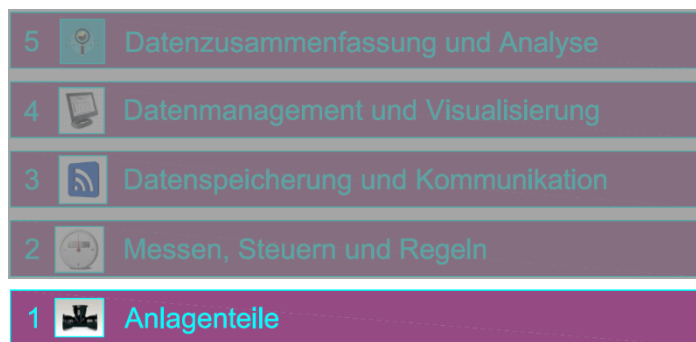 5 Datenzusammenfassung und Analyse
4 Datenmanagement und Visualisierung
3 Datenspeicherung und Kommunikation
2 Messen, Steuern und Regeln
1 Anlagenteile